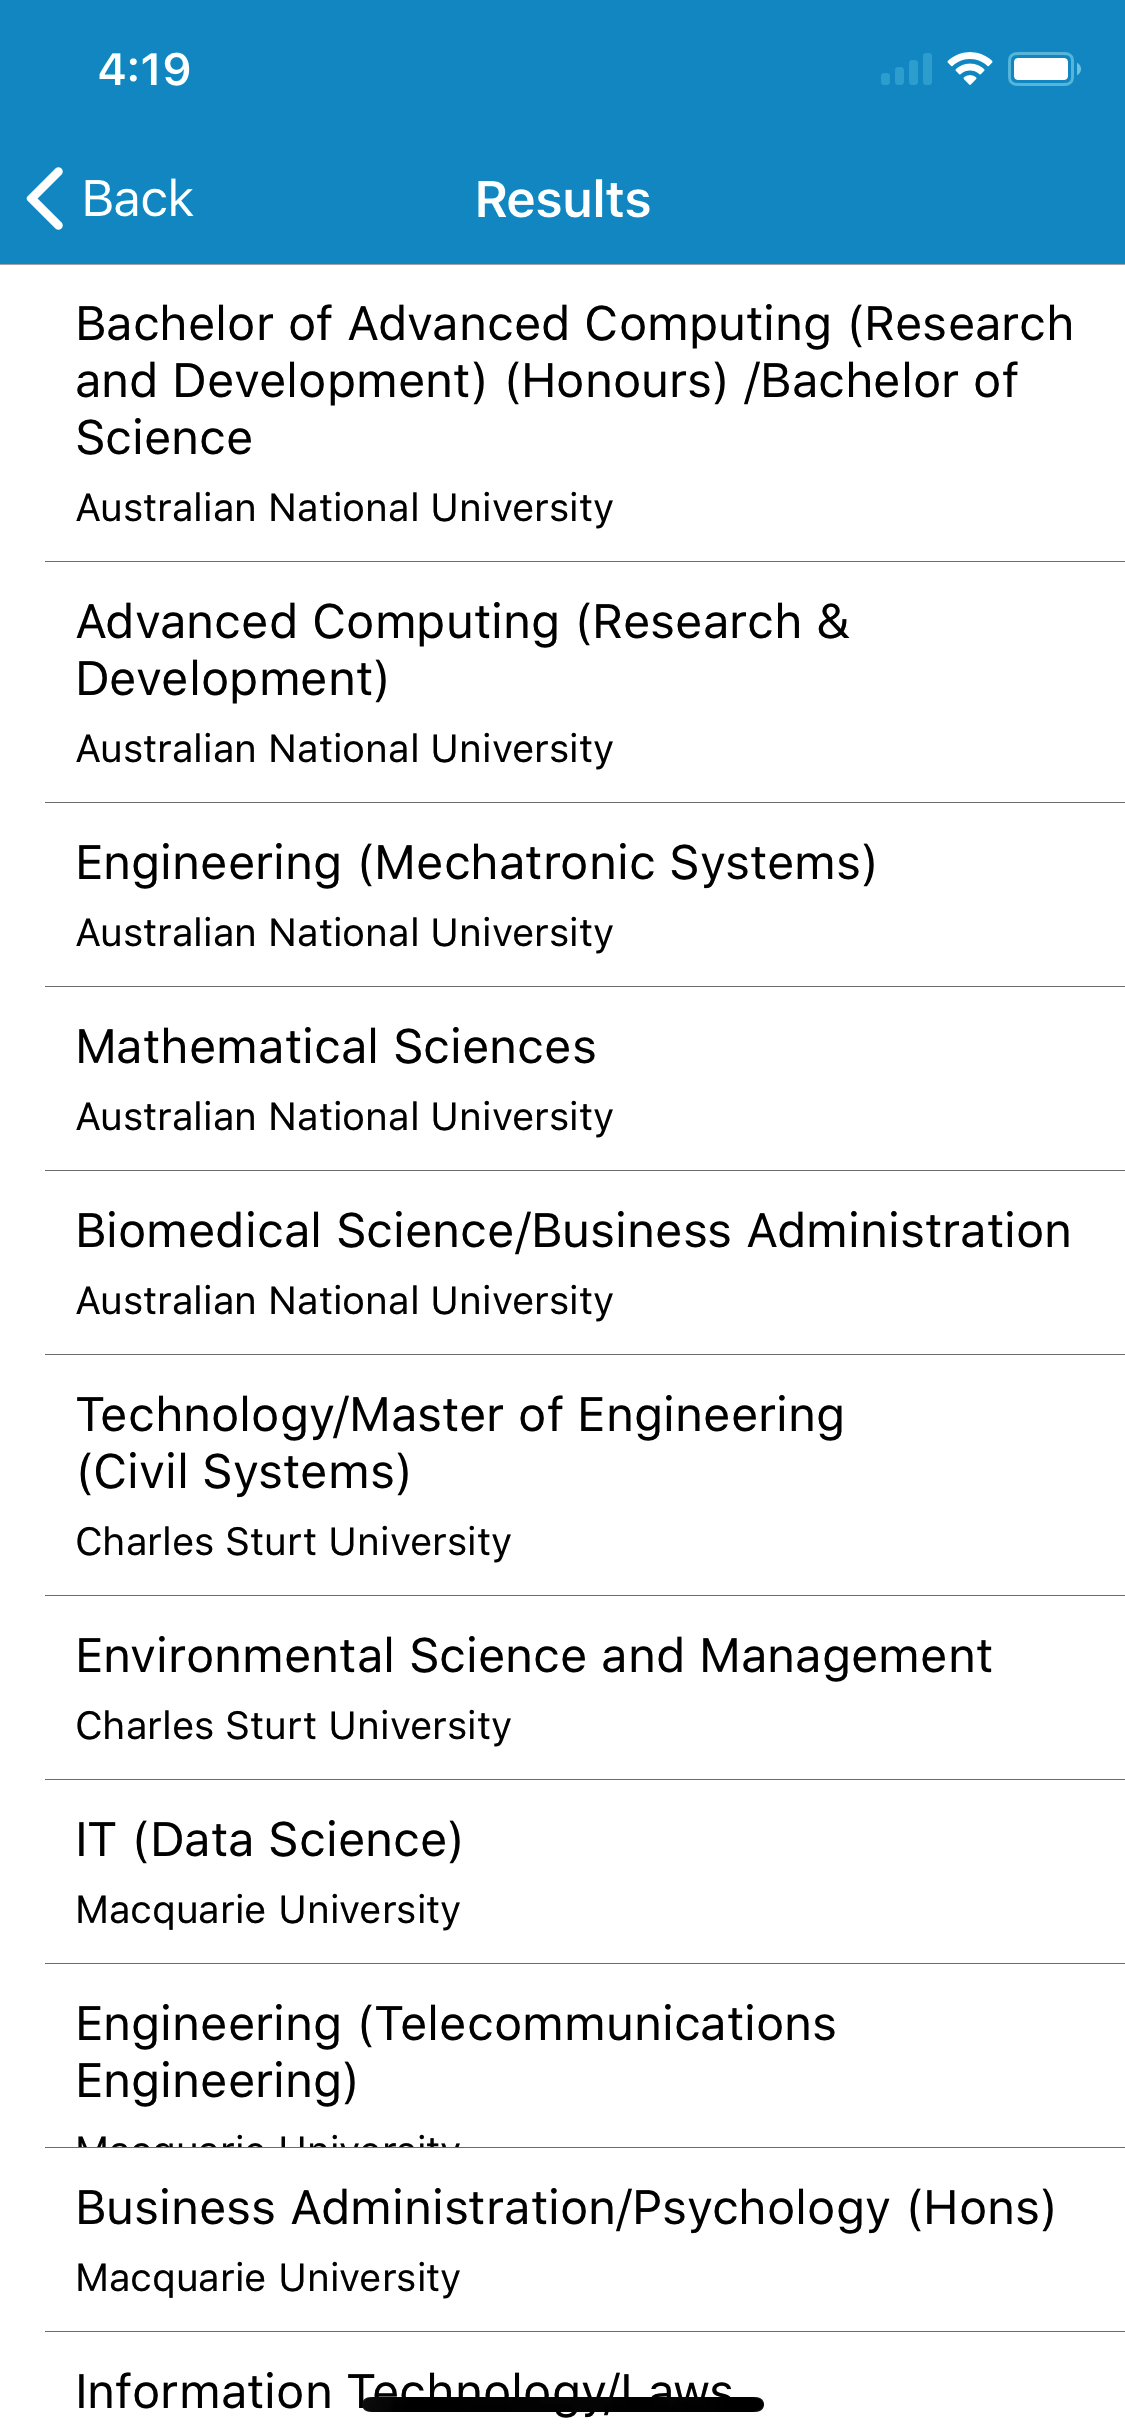 4:19
Back
Results
Bachelor of Advanced Computing (Research
and Development) (Honours) /Bachelor of
Science
Australian National University
Advanced Computing (Research &
Development)
Australian National University
Engineering (Mechatronic Systems)
Australian National University
Mathematical Sciences
Australian National University
Biomedical Science/Business Administration
Australian National University
Technology/Master of Engineering
(Civil Systems)
Charles Sturt University
Environmental Science and Management
Charles Sturt University
IT (Data Science)
Macquarie University
Engineering (Telecommunications
Engineering)
Macquarie University
Business Administration/Psychology (Hons)
Macquarie University
Information Technology/Laws